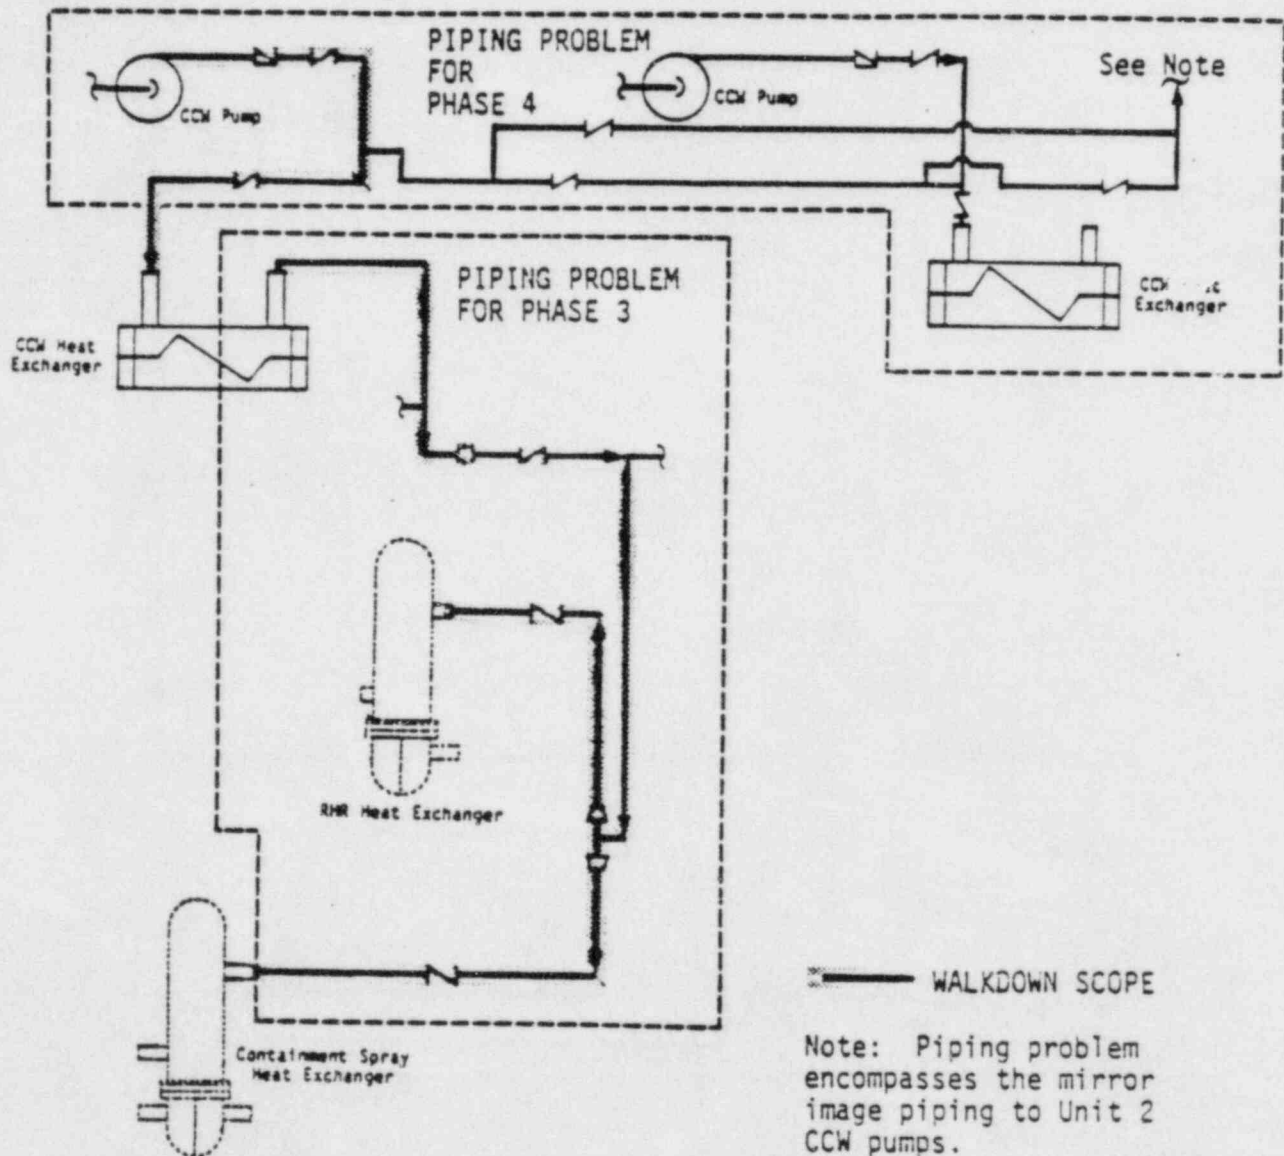 PIPING PROBLEM
FOR
PHASE 4
CCW Pump
CCW Pump
See Note
PIPING PROBLEM
FOR PHASE 3
CCW Heat
Exchanger
CCW
Exchanger
RHR Heat Exchanger
Containment Spray
Heat Exchanger
WALKDOWN SCOPE
Note: Piping problem
encompasses the mirror
image piping to Unit 2
CCW pumps.